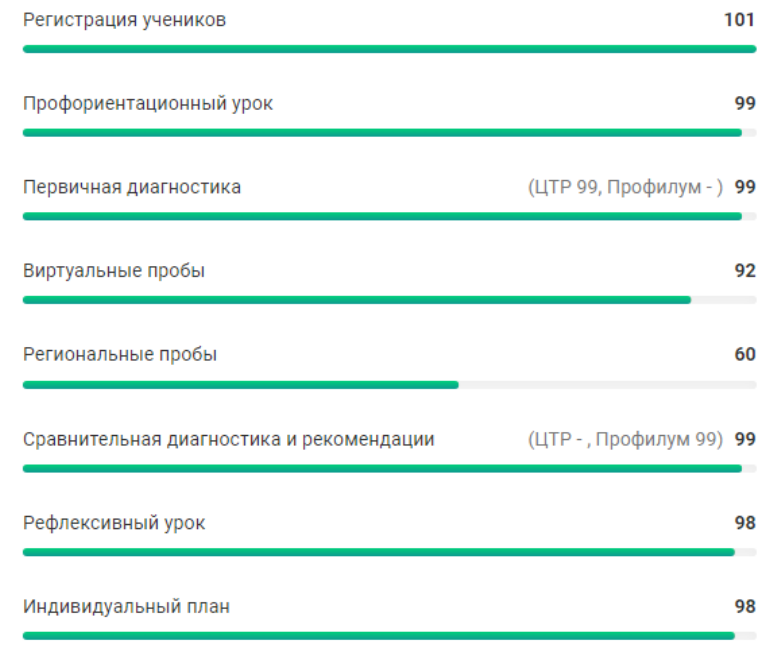 Регистрация учеников 101
Профориентационный урок 99
Первичная диагностика (ЦТР 99, Профилум - ) 99
Виртуальные пробы 92
Региональные пробы 60
Сравнительная диагностика и рекомендации (ЦТР - , Профилум 99) 99
Рефлексивный урок 98
Индивидуальный план 98